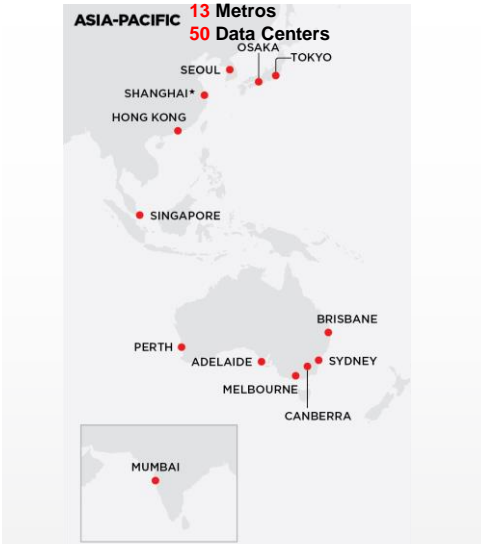 ASIA-PACIFIC
13 Metros
50 Data Centers
OSAKA
TOKYO
SEOUL
SHANGHAI*
HONG KONG
SINGAPORE
BRISBANE
PERTH
ADELAIDE
SYDNEY
MELBOURNE
CANBERRA
MUMBAI